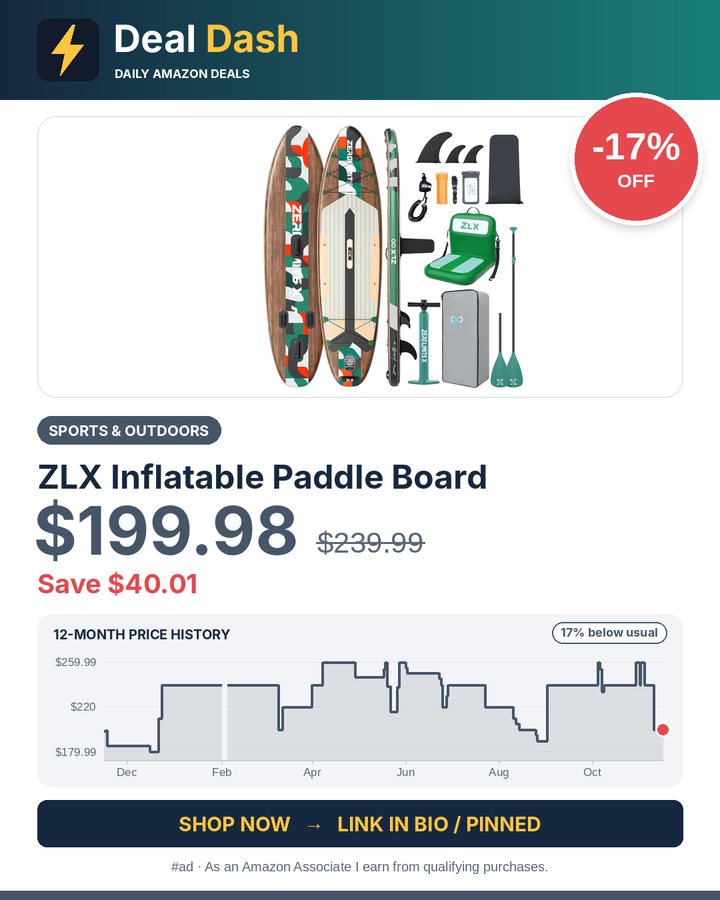 Deal Dash
DAILY AMAZON DEALS
-17%
OFF
ZLX
ZLX
SPORTS & OUTDOORS
ZLX Inflatable Paddle Board
$199.98 $239.99
Save $40.01
12-MONTH PRICE HISTORY
17% below usual
$259.99
$220
$179.99
Dec Feb Apr Jun Aug Oct
SHOP NOW → LINK IN BIO / PINNED
#ad · As an Amazon Associate I earn from qualifying purchases.